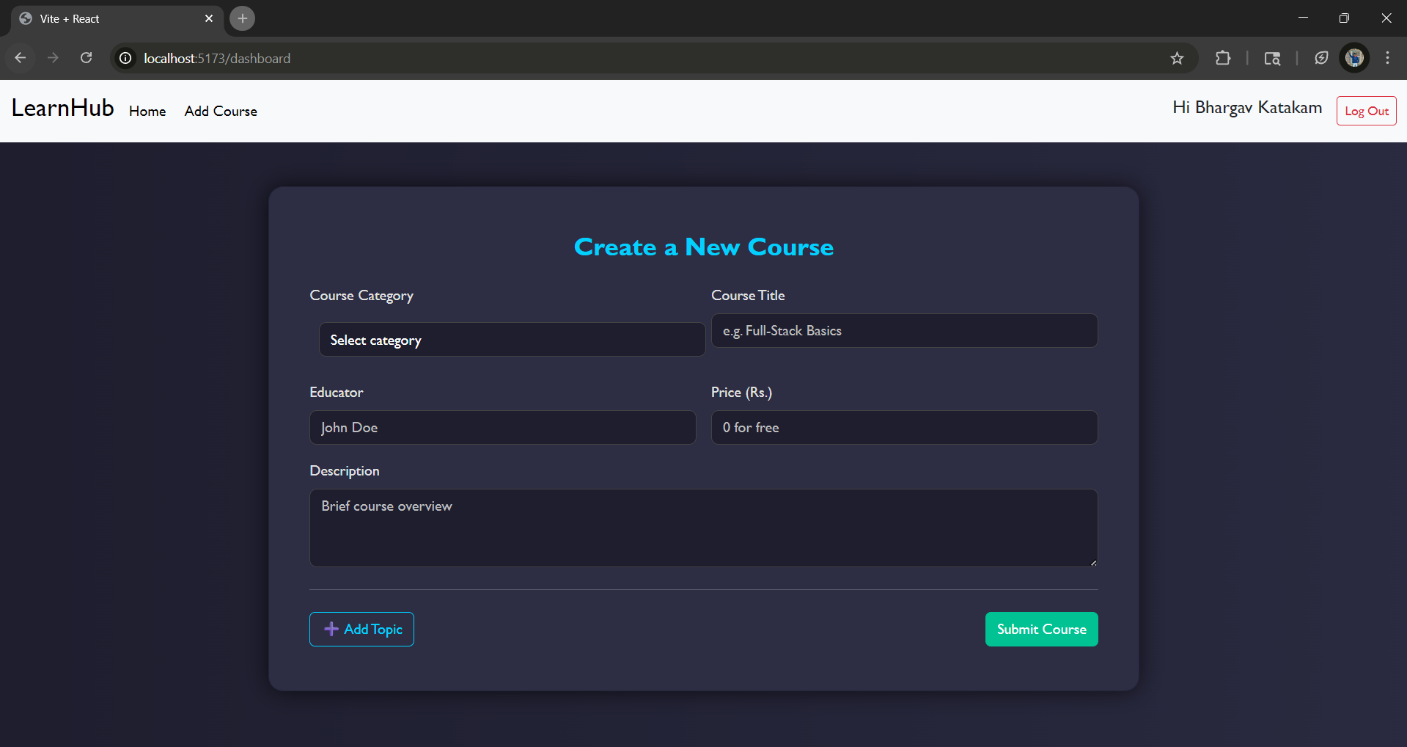 Vite + React
localhost:5173/dashboard
LearnHub Home Add Course Hi Bhargav Katakam Log Out
Create a New Course
Course Category Course Title
Select category e.g. Full-Stack Basics
Educator Price (Rs.)
John Doe 0 for free
Description
Brief course overview
Add Topic Submit Course